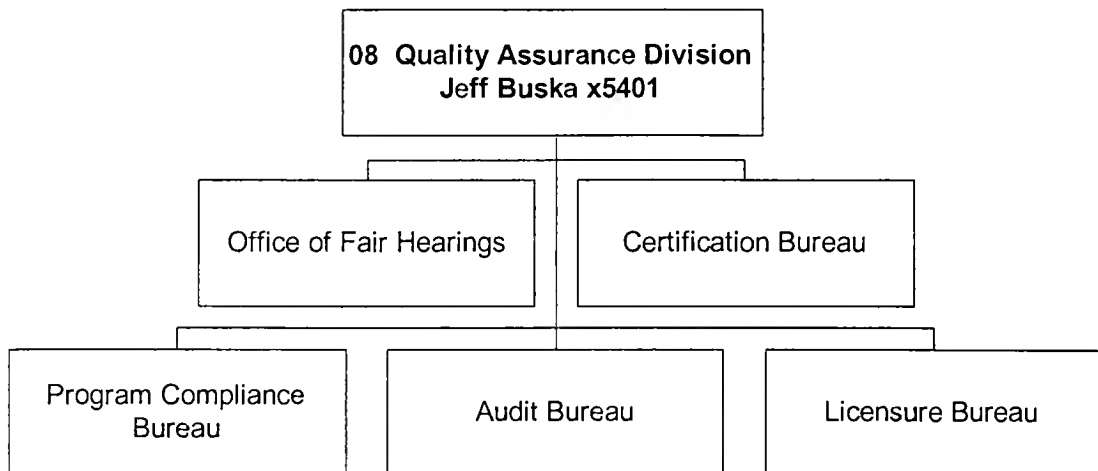 08 Quality Assurance Division
Jeff Buska x5401
Office of Fair Hearings
Certification Bureau
Program Compliance
Bureau
Audit Bureau
Licensure Bureau